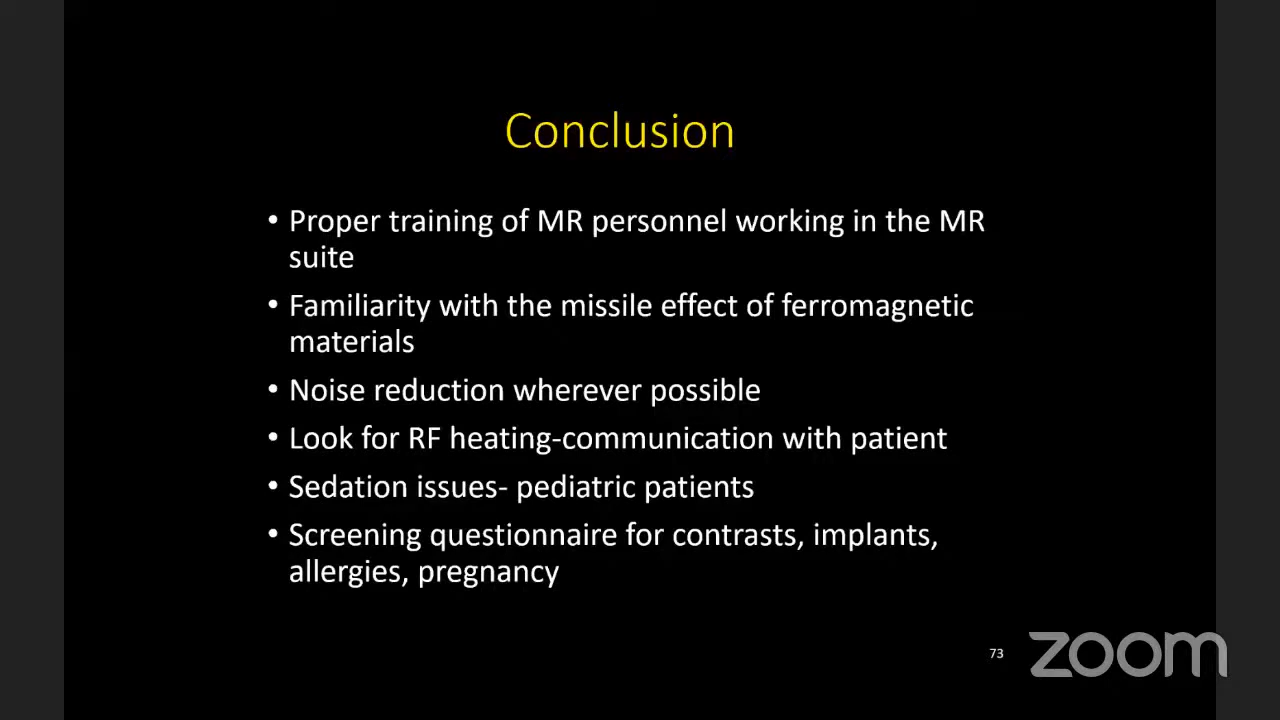 Conclusion
• Proper training of MR personnel working in the MR
suite
• Familiarity with the missile effect of ferromagnetic
materials
• Noise reduction wherever possible
• Look for RF heating-communication with patient
• Sedation issues- pediatric patients
• Screening questionnaire for contrasts, implants,
allergies, pregnancy
73
zoom